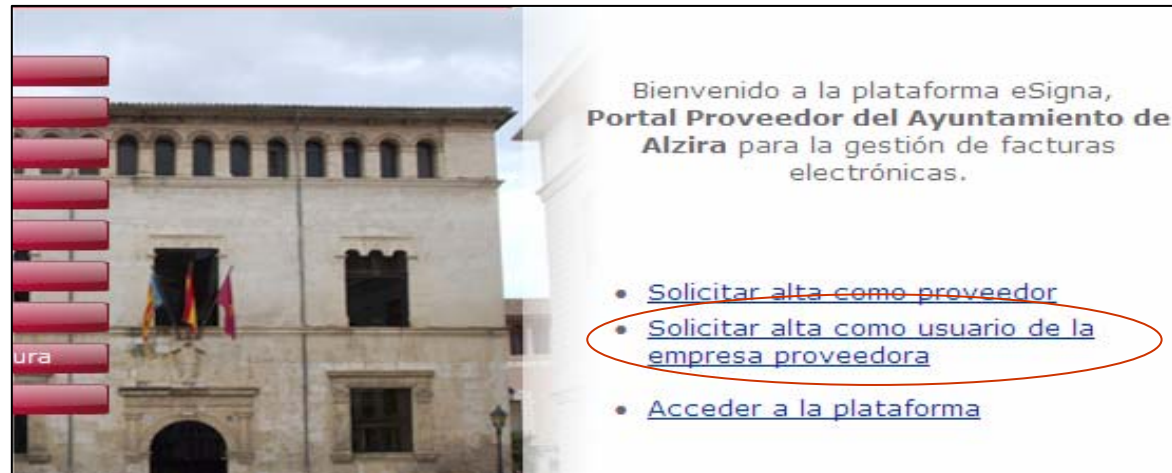 Bienvenido a la plataforma eSigna,
Portal Proveedor del Ayuntamiento de
Alzira para la gestión de facturas
electrónicas.
• Solicitar alta como proveedor
• Solicitar alta como usuario de la
empresa proveedora
• Acceder a la plataforma
ura